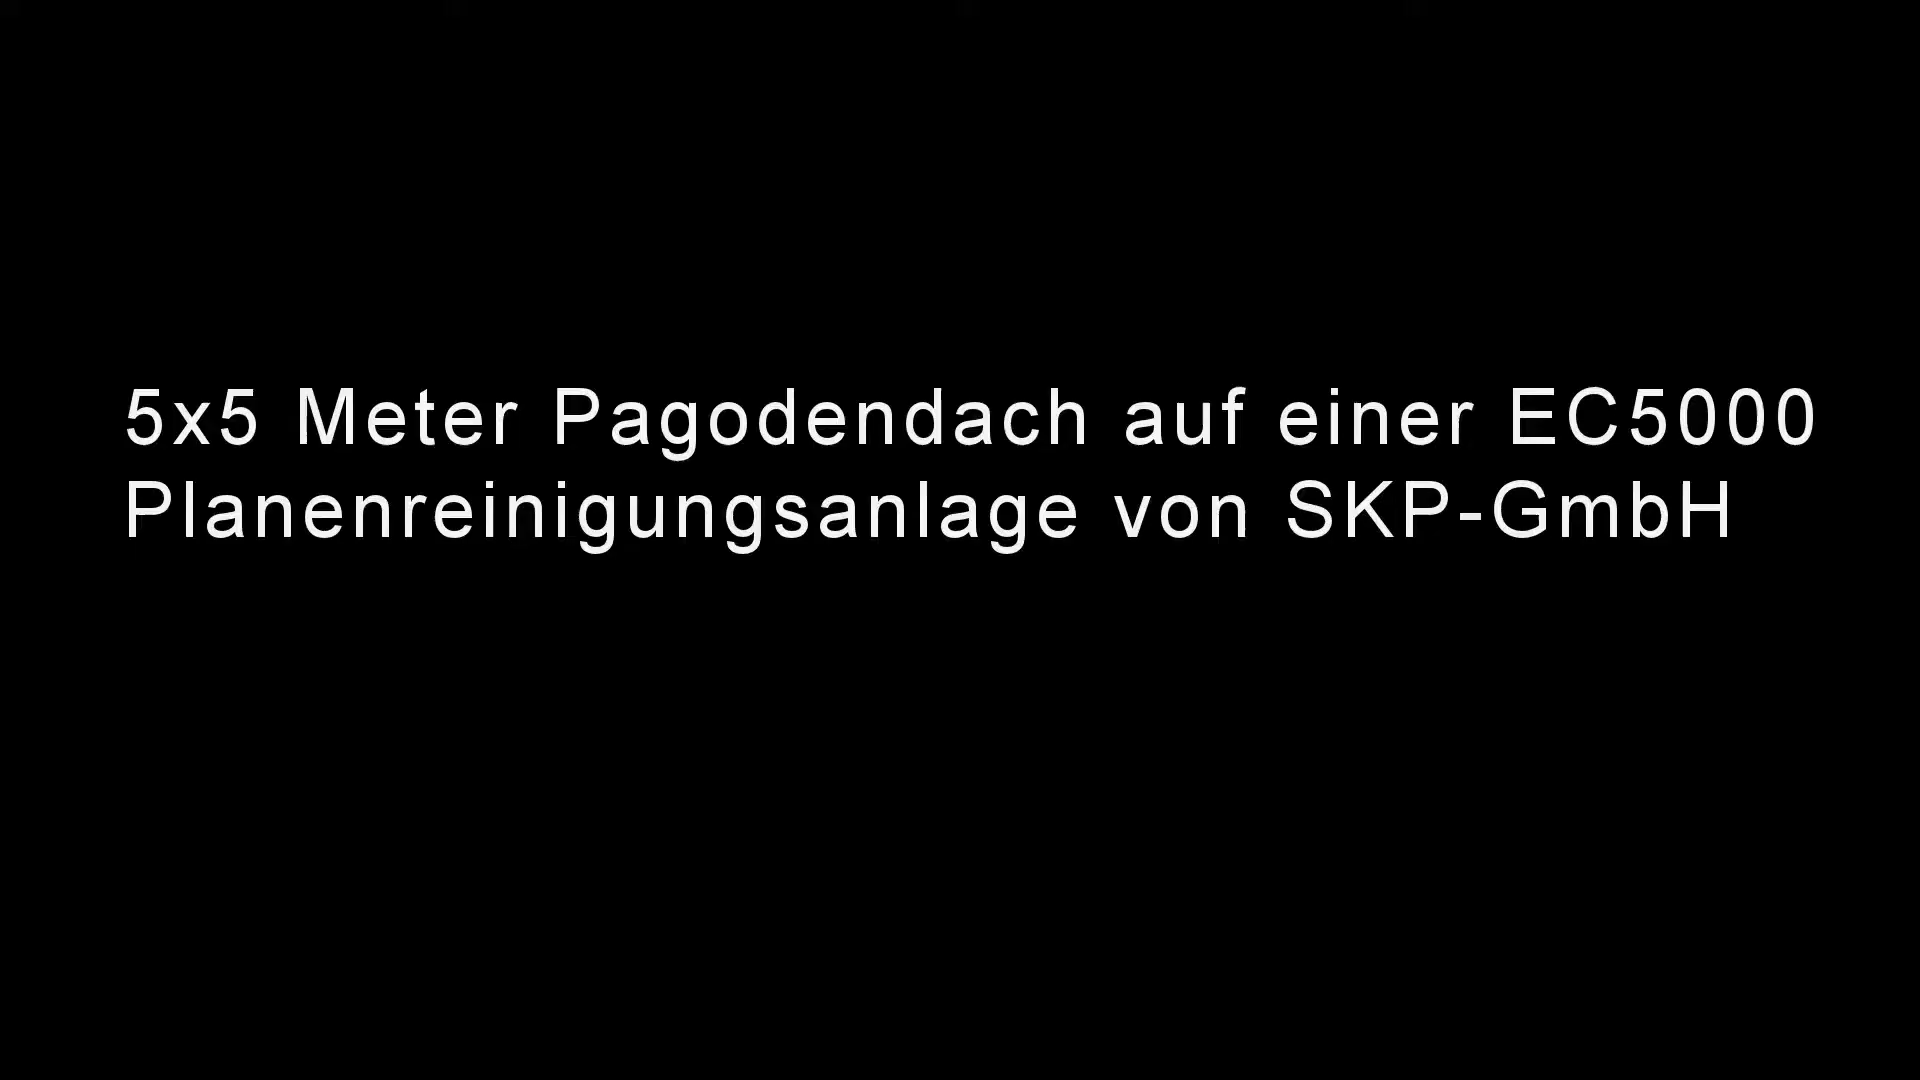 5x5 Meter Pagodendach auf einer EC5000
Planenreinigungsanlage von SKP-GmbH